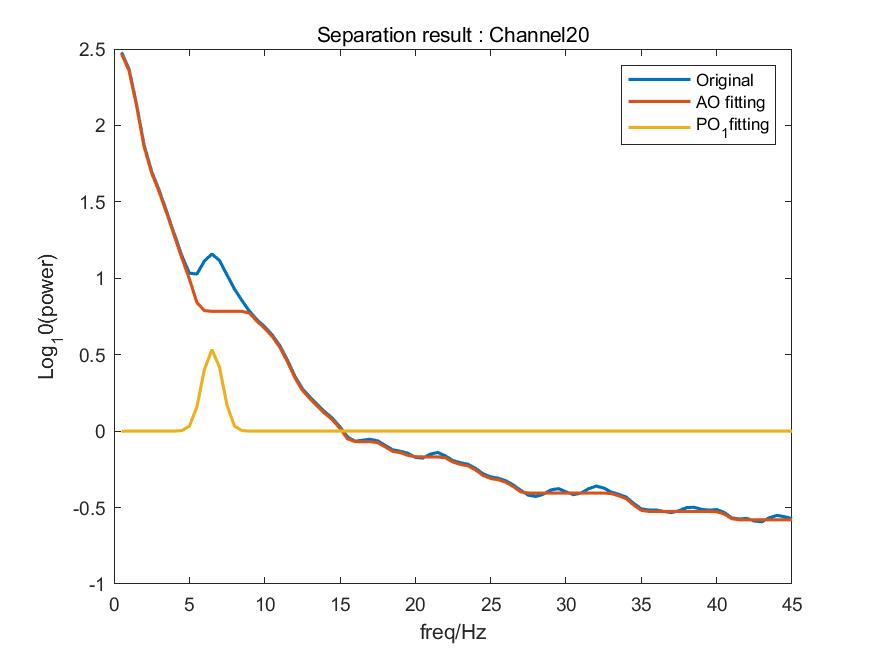 Separation result : Channel20
Original
AO fitting
PO1fitting
Log10(power)
2.5
2
1.5
1
0.5
0
-0.5
-1
0 5 10 15 20 25 30 35 40 45
freq/Hz